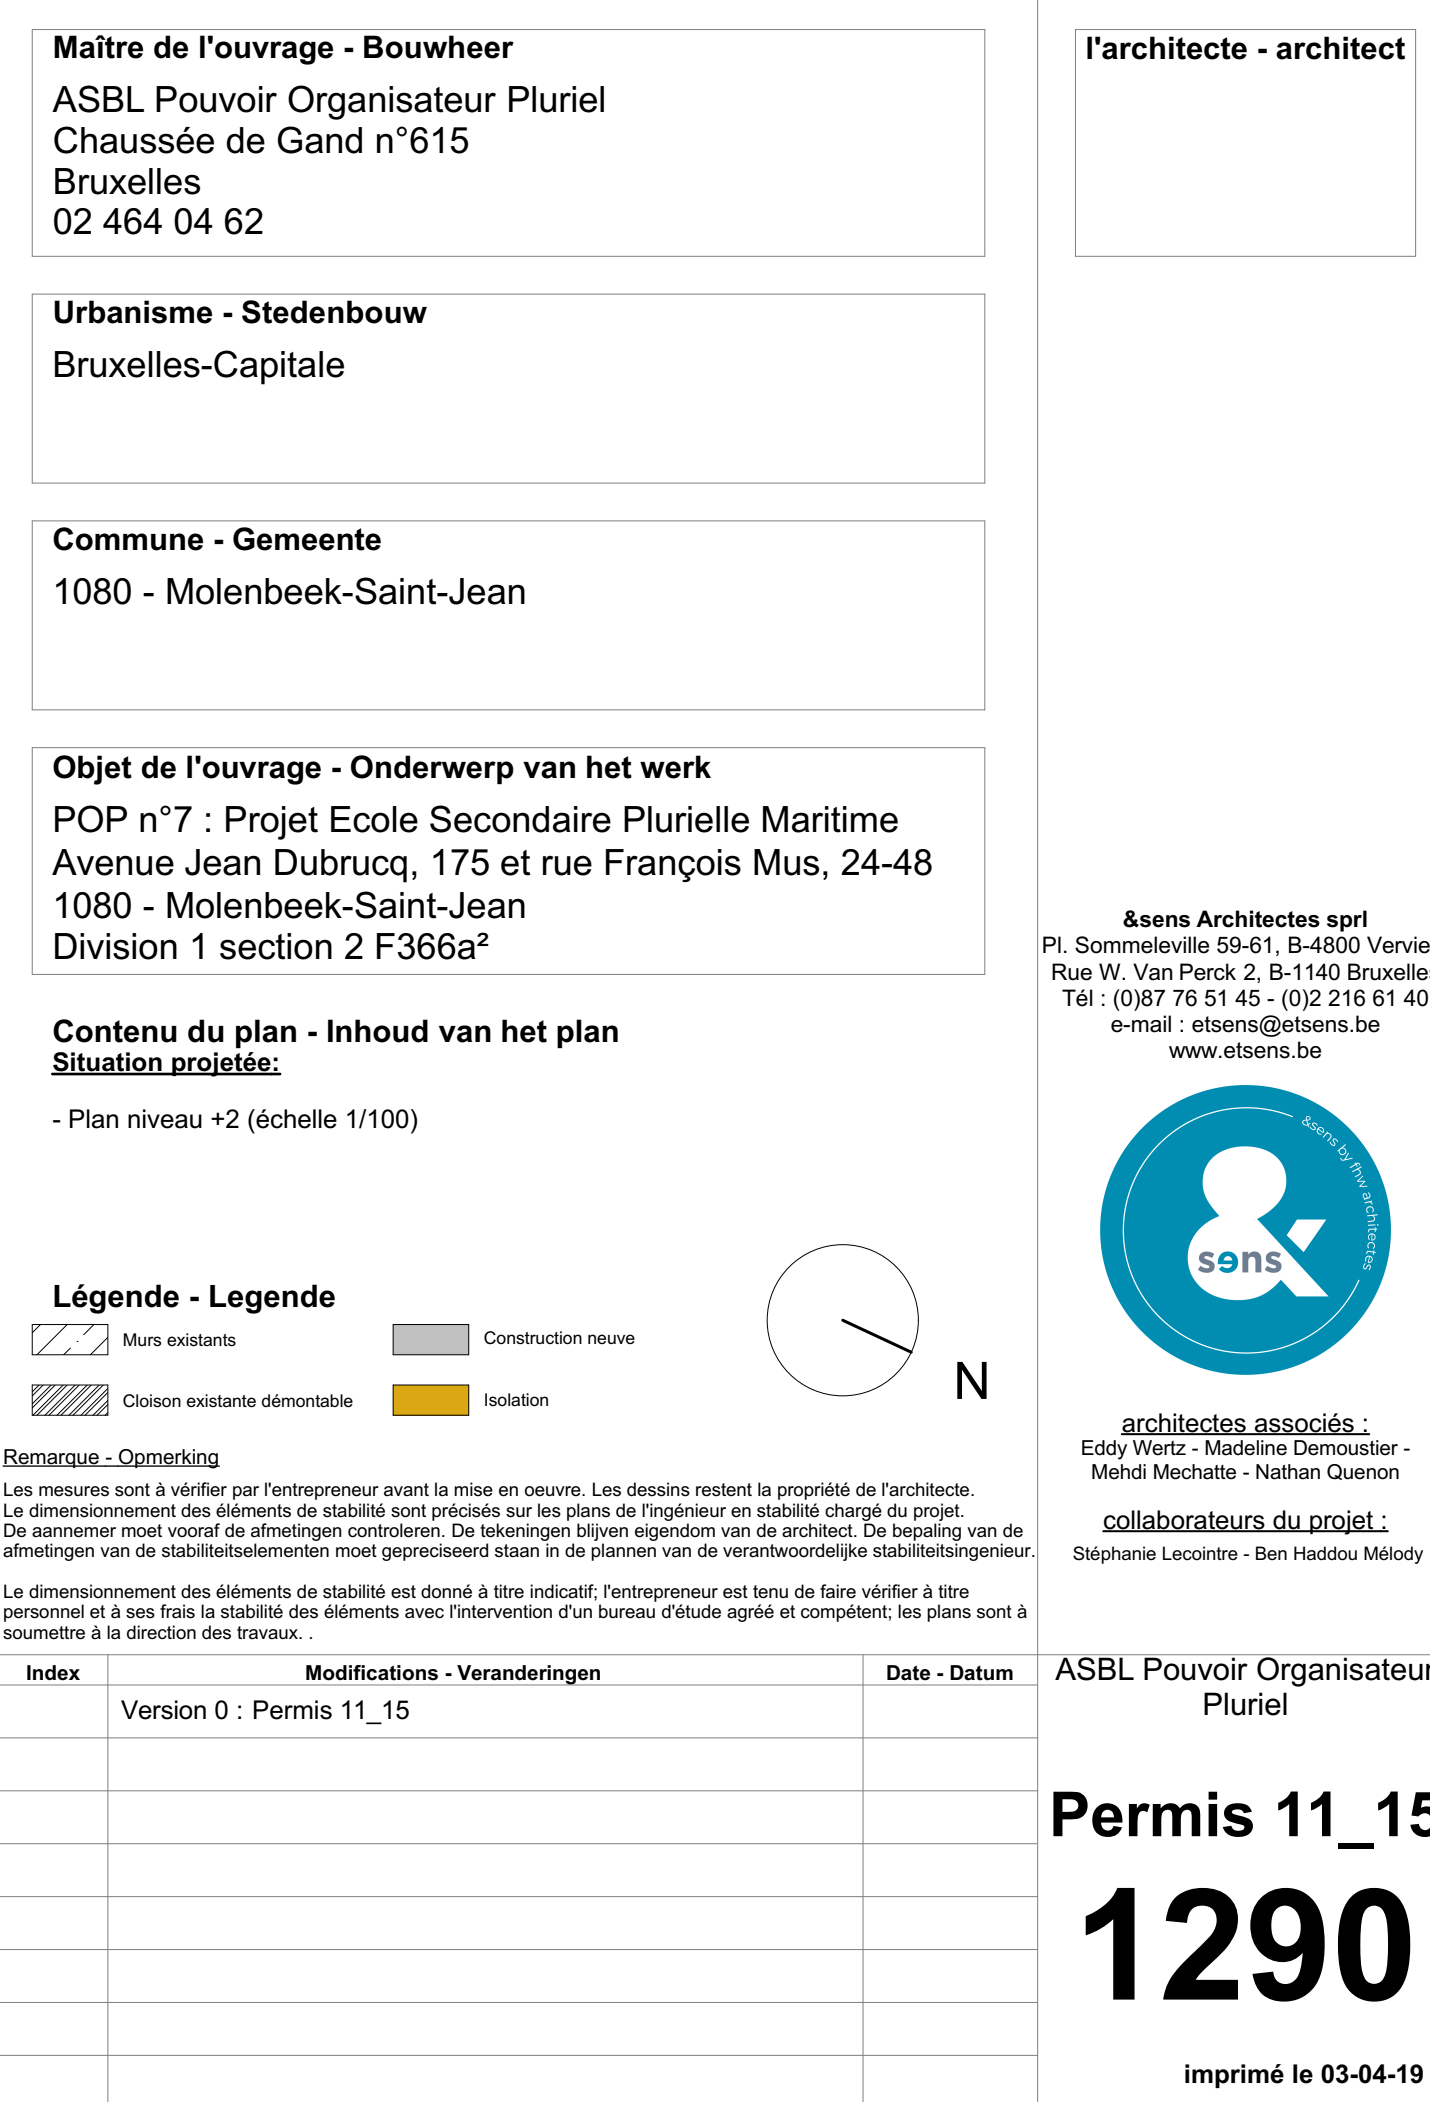 Maître de l'ouvrage - Bouwheer
ASBL Pouvoir Organisateur Pluriel
Chaussée de Gand n°615
Bruxelles
02 464 04 62
Urbanisme - Stedenbouw
Bruxelles-Capitale
Commune - Gemeente
1080 - Molenbeek-Saint-Jean
Objet de l'ouvrage - Onderwerp van het werk
POP n°7 : Projet Ecole Secondaire Plurielle Maritime
Avenue Jean Dubrucq, 175 et rue François Mus, 24-48
1080 - Molenbeek-Saint-Jean
Division 1 section 2 F366a²
Contenu du plan - Inhoud van het plan
Situation projetée:
- Plan niveau +2 (échelle 1/100)
Légende - Legende
Murs existants
Construction neuve
Cloison existante démontable
Isolation
N
Remarque - Opmerking
Les mesures sont à vérifier par l'entrepreneur avant la mise en oeuvre. Les dessins restent la propriété de l'architecte.
Le dimensionnement des éléments de stabilité sont précisés sur les plans de l'ingénieur en stabilité chargé du projet.
De aannemer moet vooraf de afmetingen controleren. De tekeningen blijven eigendom van de architect. De bepaling van de
afmetingen van de stabiliteitselementen moet gepreciseerd staan in de plannen van de verantwoordelijke stabiliteitsingenieur.
Le dimensionnement des éléments de stabilité est donné à titre indicatif; l'entrepreneur est tenu de faire vérifier à titre
personnel et à ses frais la stabilité des éléments avec l'intervention d'un bureau d'étude agréé et compétent; les plans sont à
soumettre à la direction des travaux. .
Index Modifications - Veranderingen Date - Datum
Version 0 : Permis 11_15
l'architecte - architect
&sens Architectes sprl
Pl. Sommeleville 59-61, B-4800 Vervie
Rue W. Van Perck 2, B-1140 Bruxelles
Tél : (0)87 76 51 45 - (0)2 216 61 40
e-mail : etsens@etsens.be
www.etsens.be
&sens by fhw architectes
& sens
architectes associés :
Eddy Wertz - Madeline Demoustier -
Mehdi Mechatte - Nathan Quenon
collaborateurs du projet :
Stéphanie Lecointre - Ben Haddou Mélody
ASBL Pouvoir Organisateur
Pluriel
Permis 11_15
1290
imprimé le 03-04-19